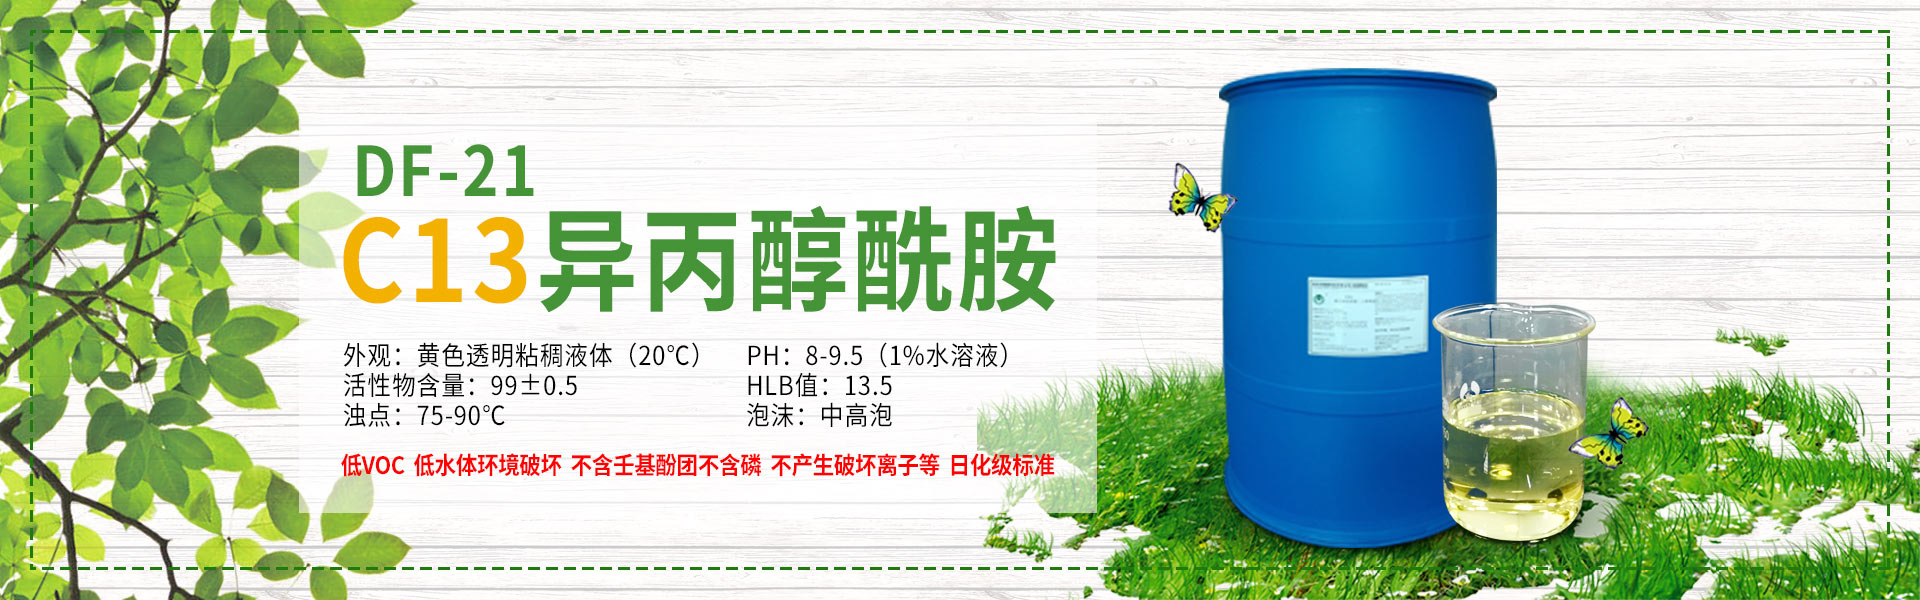 DF-21
C13异丙醇酰胺
外观：黄色透明粘稠液体（20℃） PH：8-9.5（1%水溶液）
活性物含量：99±0.5 HLB值：13.5
浊点：75-90℃ 泡沫：中高泡
低VOC 低水体环境破坏 不含壬基酚团不含磷 不产生破坏离子等 日化级标准